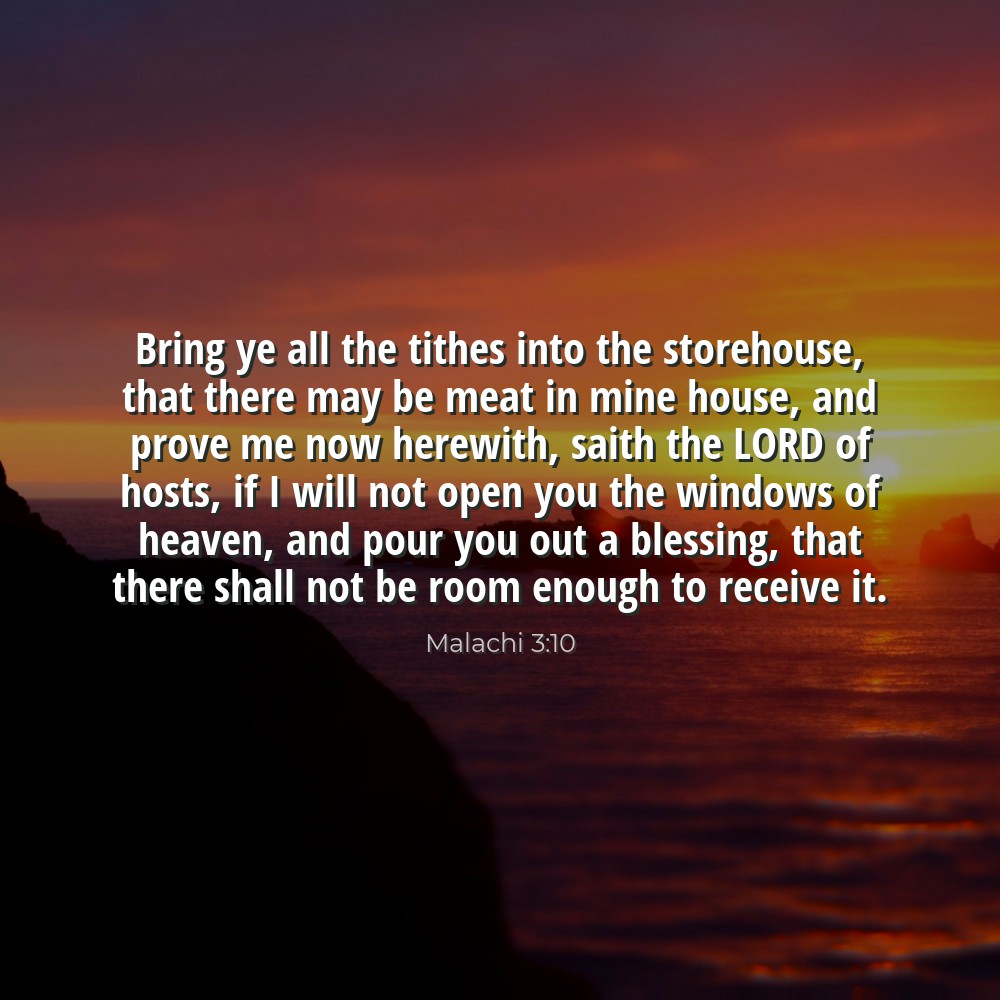 Bring ye all the tithes into the storehouse,
that there may be meat in mine house, and
prove me now herewith, saith the LORD of
hosts, if I will not open you the windows of
heaven, and pour you out a blessing, that
there shall not be room enough to receive it.
Malachi 3:10